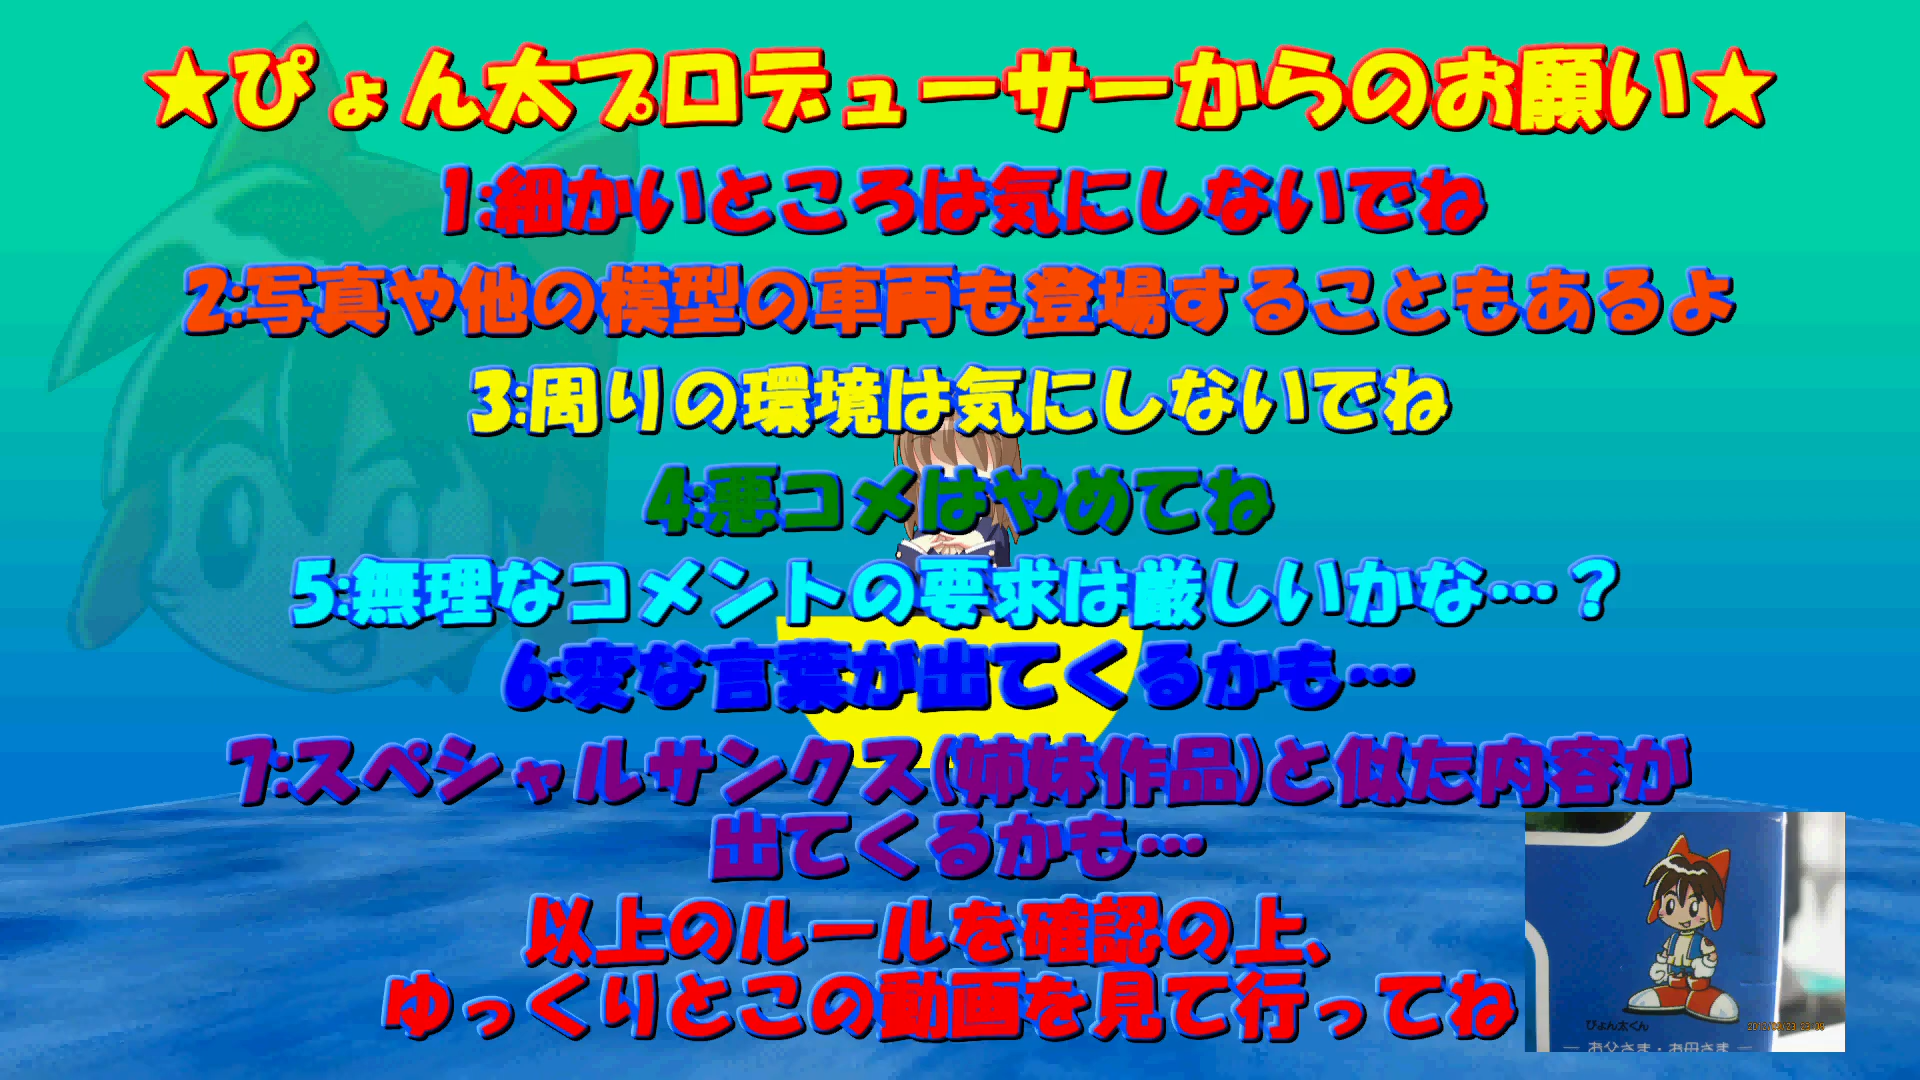 ★ぴょん太プロデューサーからのお願い★
1:細かいところは気にしないでね
2:写真や他の模型の車両も登場することもあるよ
3:周りの環境は気にしないでね
4:悪コメはやめてね
5:無理なコメントの要求は厳しいかな…?
6:変な言葉が出てくるかも…
7:スペシャルサンクス(姉妹作品)と似た内容が
出てくるかも…
以上のルールを確認の上、
ゆっくりとこの動画を見て行ってね
ぴょん太くん
― お父さま・お母さま ―